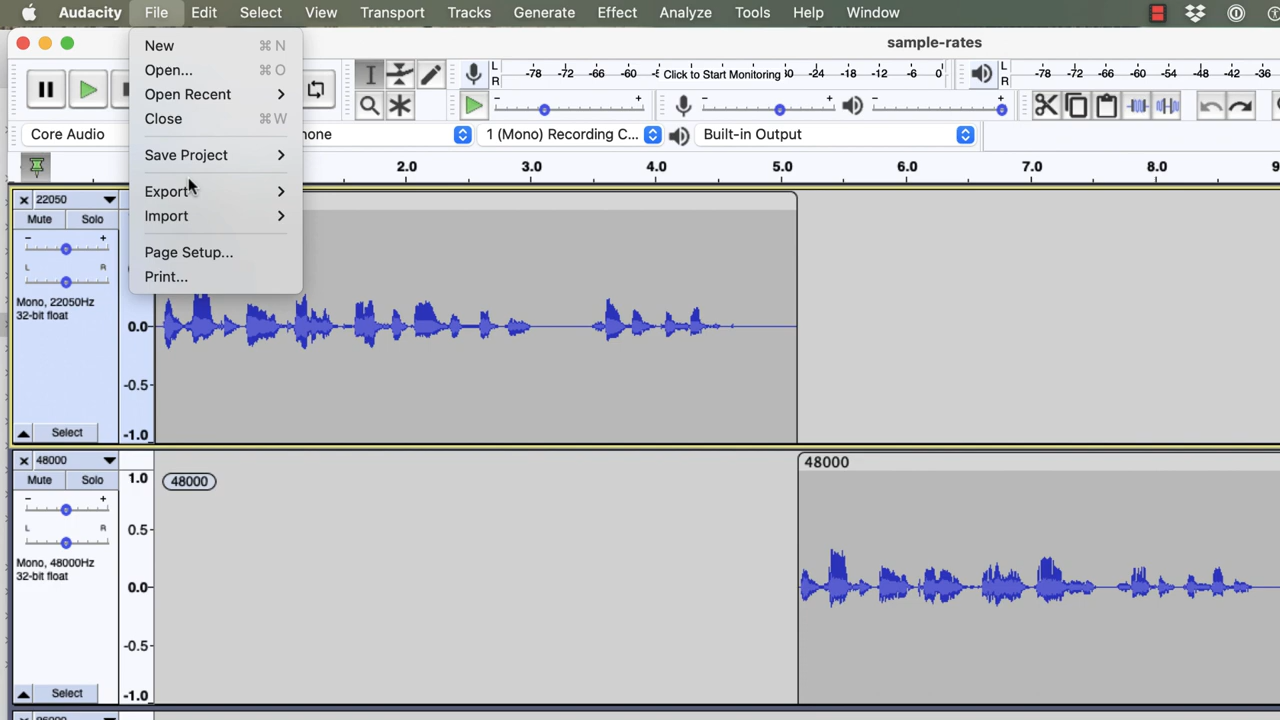 Audacity File Edit Select View Transport Tracks Generate Effect Analyze Tools Help Window
sample-rates
New ⌘ N
Open... ⌘ O
Open Recent
Close ⌘ W
Save Project
Export
Import
Page Setup...
Print...
L R -78 -72 -66 -60 Click to Start Monitoring -24 -18 -12 -6 0
L R -78 -72 -66 -60 -54 -48 -42 -36
- + - + - +
Core Audio 1 (Mono) Recording C... Built-in Output
2.0 3.0 4.0 5.0 6.0 7.0 8.0
22050
Mute Solo
- +
L R
Mono, 22050Hz
32-bit float
0.0
-0.5
-1.0
Select
48000
Mute Solo
- +
L R
Mono, 48000Hz
32-bit float
1.0
0.5
0.0
-0.5
-1.0
Select
48000
48000